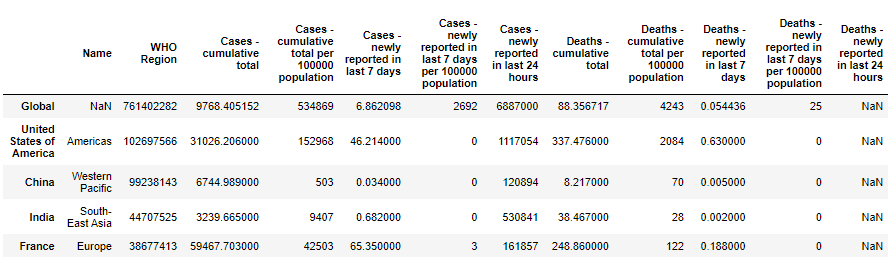 Name
WHO
Region
Cases -
cumulative
total
Cases -
cumulative
total per
100000
population
Cases -
newly
reported in
last 7 days
Cases -
newly
reported in
last 7 days
per 100000
population
Cases -
newly
reported
in last 24
hours
Deaths -
cumulative
total
Deaths -
cumulative
total per
100000
population
Deaths -
newly
reported
in last 7
days
Deaths -
newly
reported in
last 7 days
per 100000
population
Deaths -
newly
reported
in last 24
hours
Global NaN 761402282 9768.405152 534869 6.862098 2692 6887000 88.356717 4243 0.054436 25 NaN
United
States of
America
Americas 102697566 31026.206000 152968 46.214000 0 1117054 337.476000 2084 0.630000 0 NaN
China
Western
Pacific
99238143 6744.989000 503 0.034000 0 120894 8.217000 70 0.005000 0 NaN
India
South-
East Asia
44707525 3239.665000 9407 0.682000 0 530841 38.467000 28 0.002000 0 NaN
France Europe 38677413 59467.703000 42503 65.350000 3 161857 248.860000 122 0.188000 0 NaN